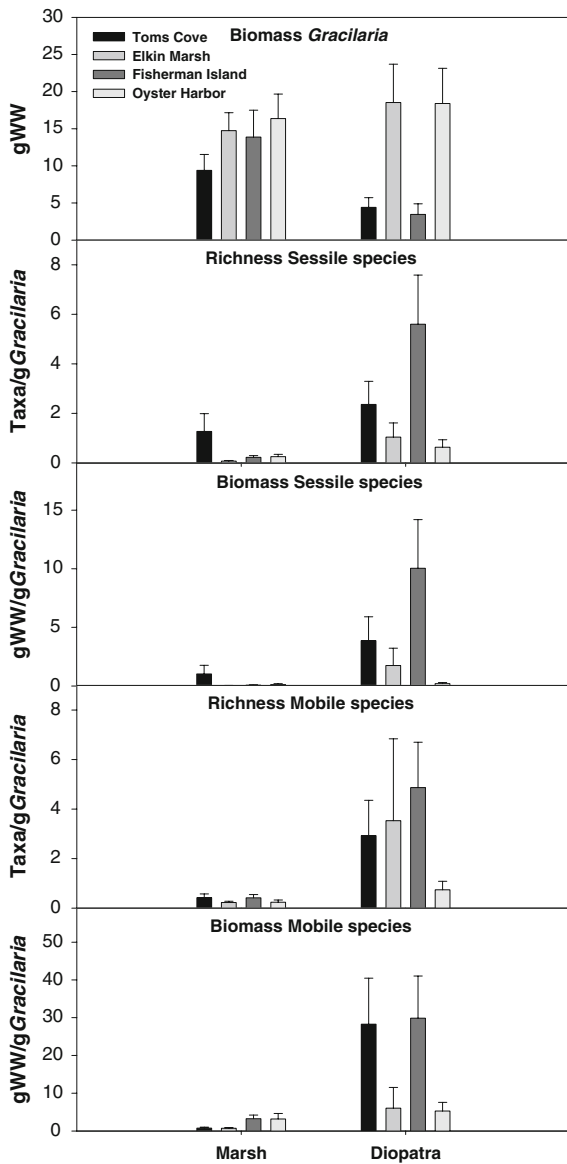 Biomass Gracilaria
Toms Cove
Elkin Marsh
Fisherman Island
Oyster Harbor
gWW
30
25
20
15
10
5
0
Richness Sessile species
Taxa/gGracilaria
8
6
4
2
0
Biomass Sessile species
gWW/gGracilaria
15
10
5
0
Richness Mobile species
Taxa/gGracilaria
8
6
4
2
0
Biomass Mobile species
gWW/gGracilaria
50
40
30
20
10
0
Marsh Diopatra